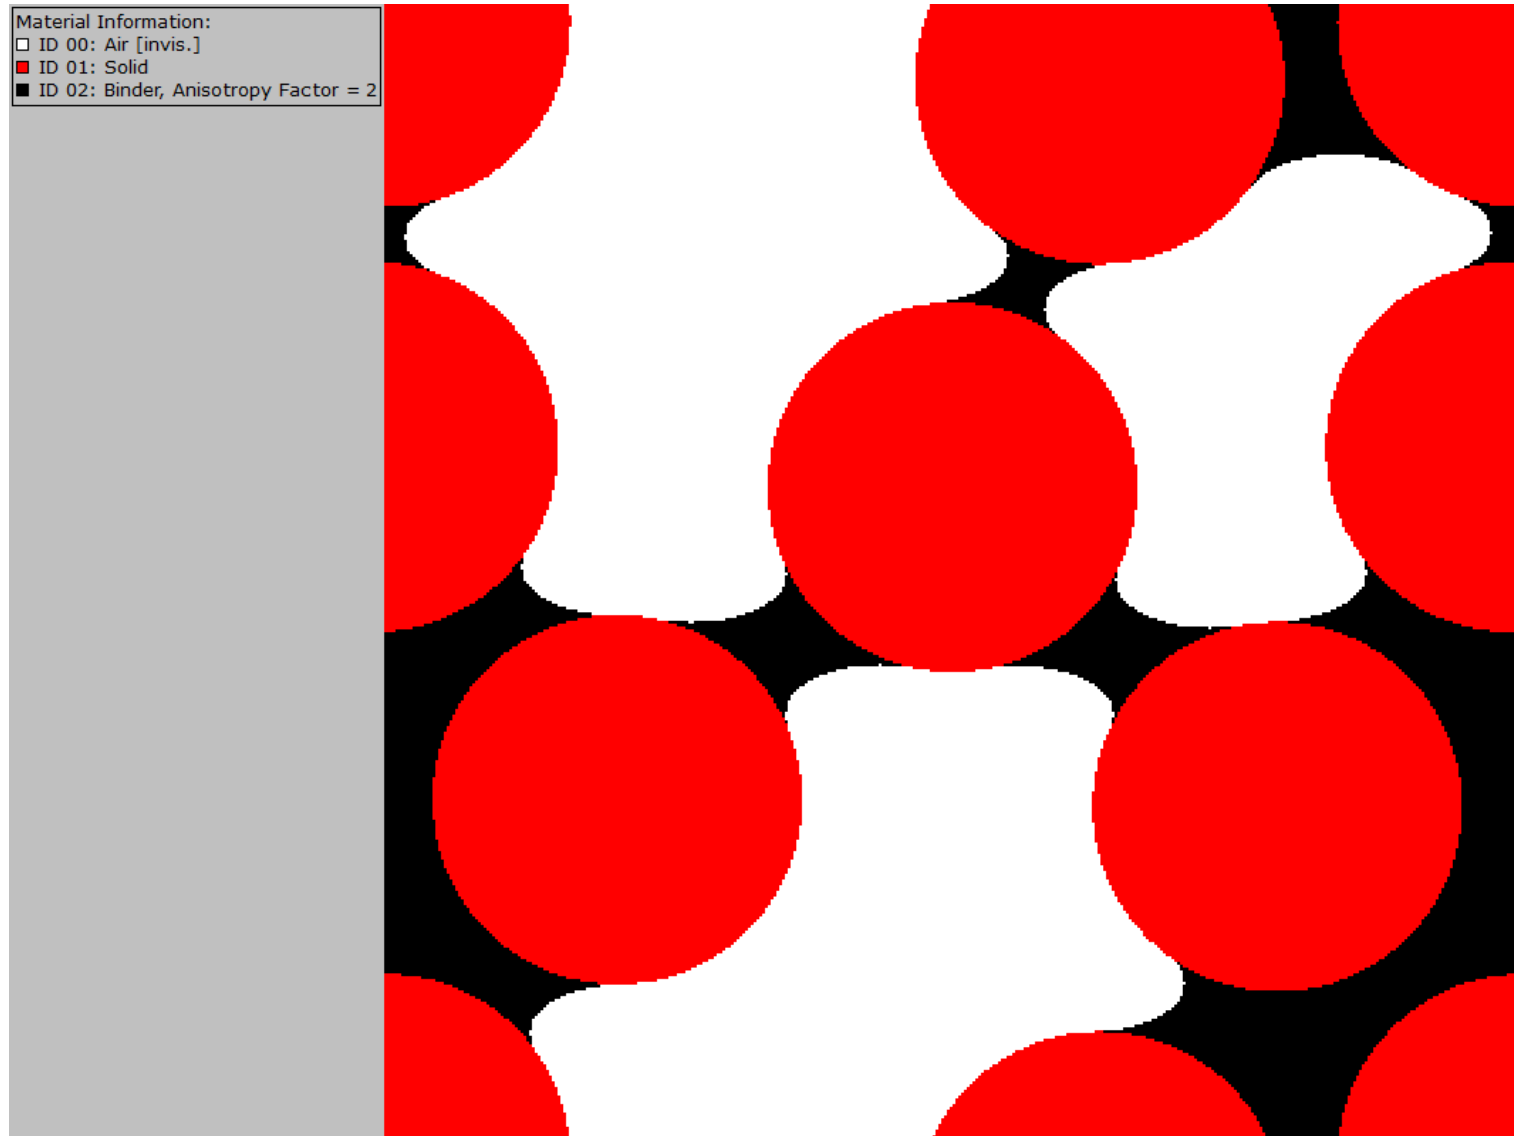 Material Information:
ID 00: Air [invis.]
ID 01: Solid
ID 02: Binder, Anisotropy Factor = 2